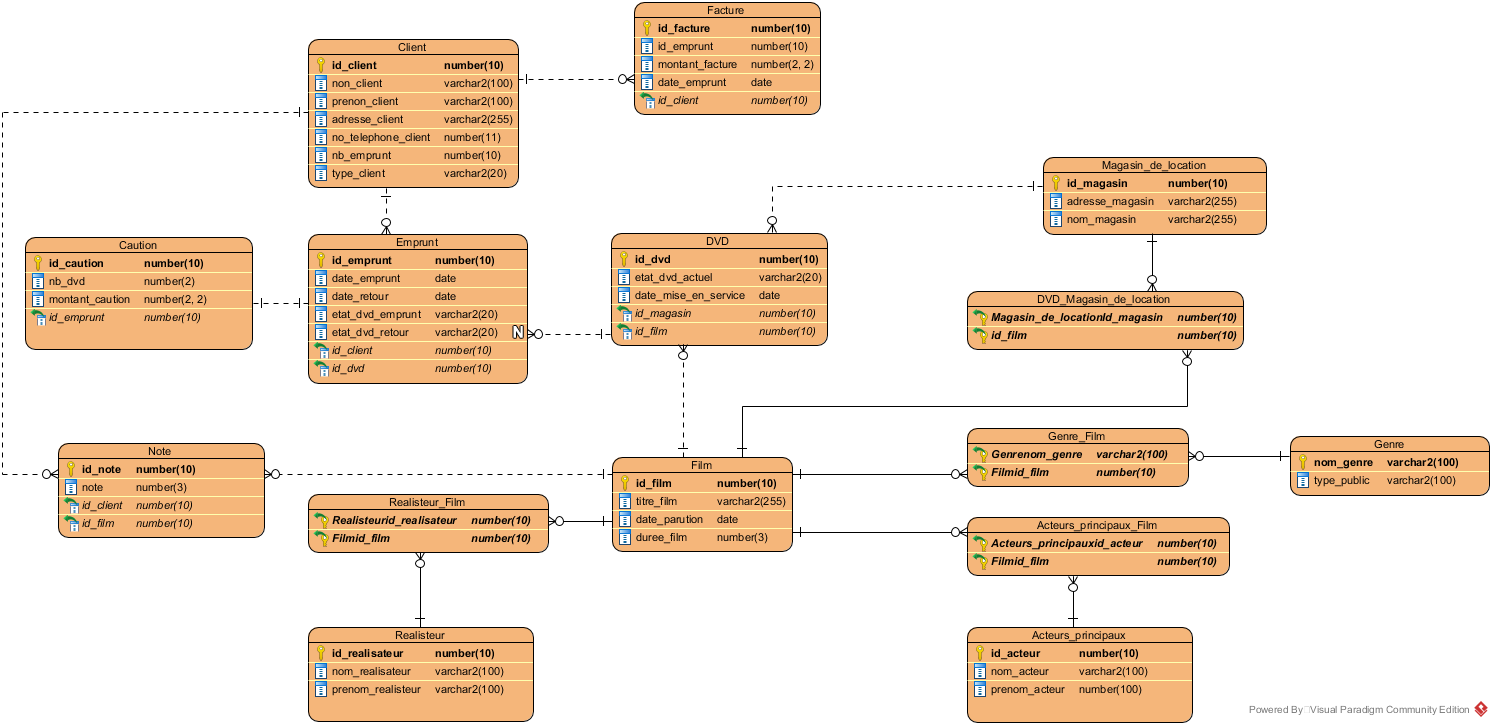 Facture
id_facture number(10)
id_emprunt number(10)
montant_facture number(2, 2)
date_emprunt date
id_client number(10)
Client
id_client number(10)
non_client varchar2(100)
prenon_client varchar2(100)
adresse_client varchar2(255)
no_telephone_client number(11)
nb_emprunt number(10)
type_client varchar2(20)
Magasin_de_location
id_magasin number(10)
adresse_magasin varchar2(255)
nom_magasin varchar2(255)
Caution
id_caution number(10)
nb_dvd number(2)
montant_caution number(2, 2)
id_emprunt number(10)
Emprunt
id_emprunt number(10)
date_emprunt date
date_retour date
etat_dvd_emprunt varchar2(20)
etat_dvd_retour varchar2(20) N
id_client number(10)
id_dvd number(10)
DVD
id_dvd number(10)
etat_dvd_actuel varchar2(20)
date_mise_en_service date
id_magasin number(10)
id_film number(10)
DVD_Magasin_de_location
Magasin_de_locationId_magasin number(10)
id_film number(10)
Note
id_note number(10)
note number(3)
id_client number(10)
id_film number(10)
Realisteur_Film
Realisteurid_realisateur number(10)
Filmid_film number(10)
Film
id_film number(10)
titre_film varchar2(255)
date_parution date
duree_film number(3)
Genre_Film
Genrenom_genre varchar2(100)
Filmid_film number(10)
Genre
nom_genre varchar2(100)
type_public varchar2(100)
Acteurs_principaux_Film
Acteurs_principauxid_acteur number(10)
Filmid_film number(10)
Realisteur
id_realisateur number(10)
nom_realisateur varchar2(100)
prenom_realisteur varchar2(100)
Acteurs_principaux
id_acteur number(10)
nom_acteur varchar2(100)
prenom_acteur number(100)
Powered By Visual Paradigm Community Edition